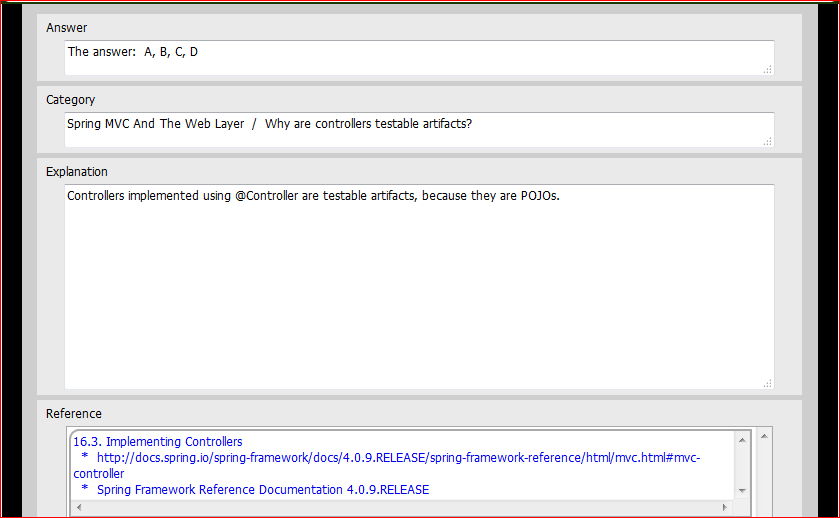 Answer
The answer:  A, B, C, D
Category
Spring MVC And The Web Layer  /  Why are controllers testable artifacts?
Explanation
Controllers implemented using @Controller are testable artifacts, because they are POJOs.
Reference
16.3. Implementing Controllers
*  http://docs.spring.io/spring-framework/docs/4.0.9.RELEASE/spring-framework-reference/html/mvc.html#mvc-
controller
*  Spring Framework Reference Documentation 4.0.9.RELEASE